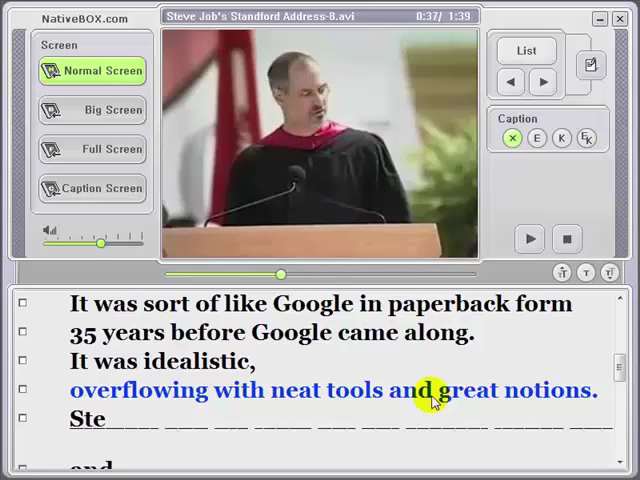 NativeBOX.com
Steve Job's Standford Address-8.avi
0:37/ 1:39
Screen
Normal Screen
Big Screen
Full Screen
Caption Screen
List
Caption
× E K EK
T T T
It was sort of like Google in paperback form
35 years before Google came along.
It was idealistic,
overflowing with neat tools and great notions.
Ste
and